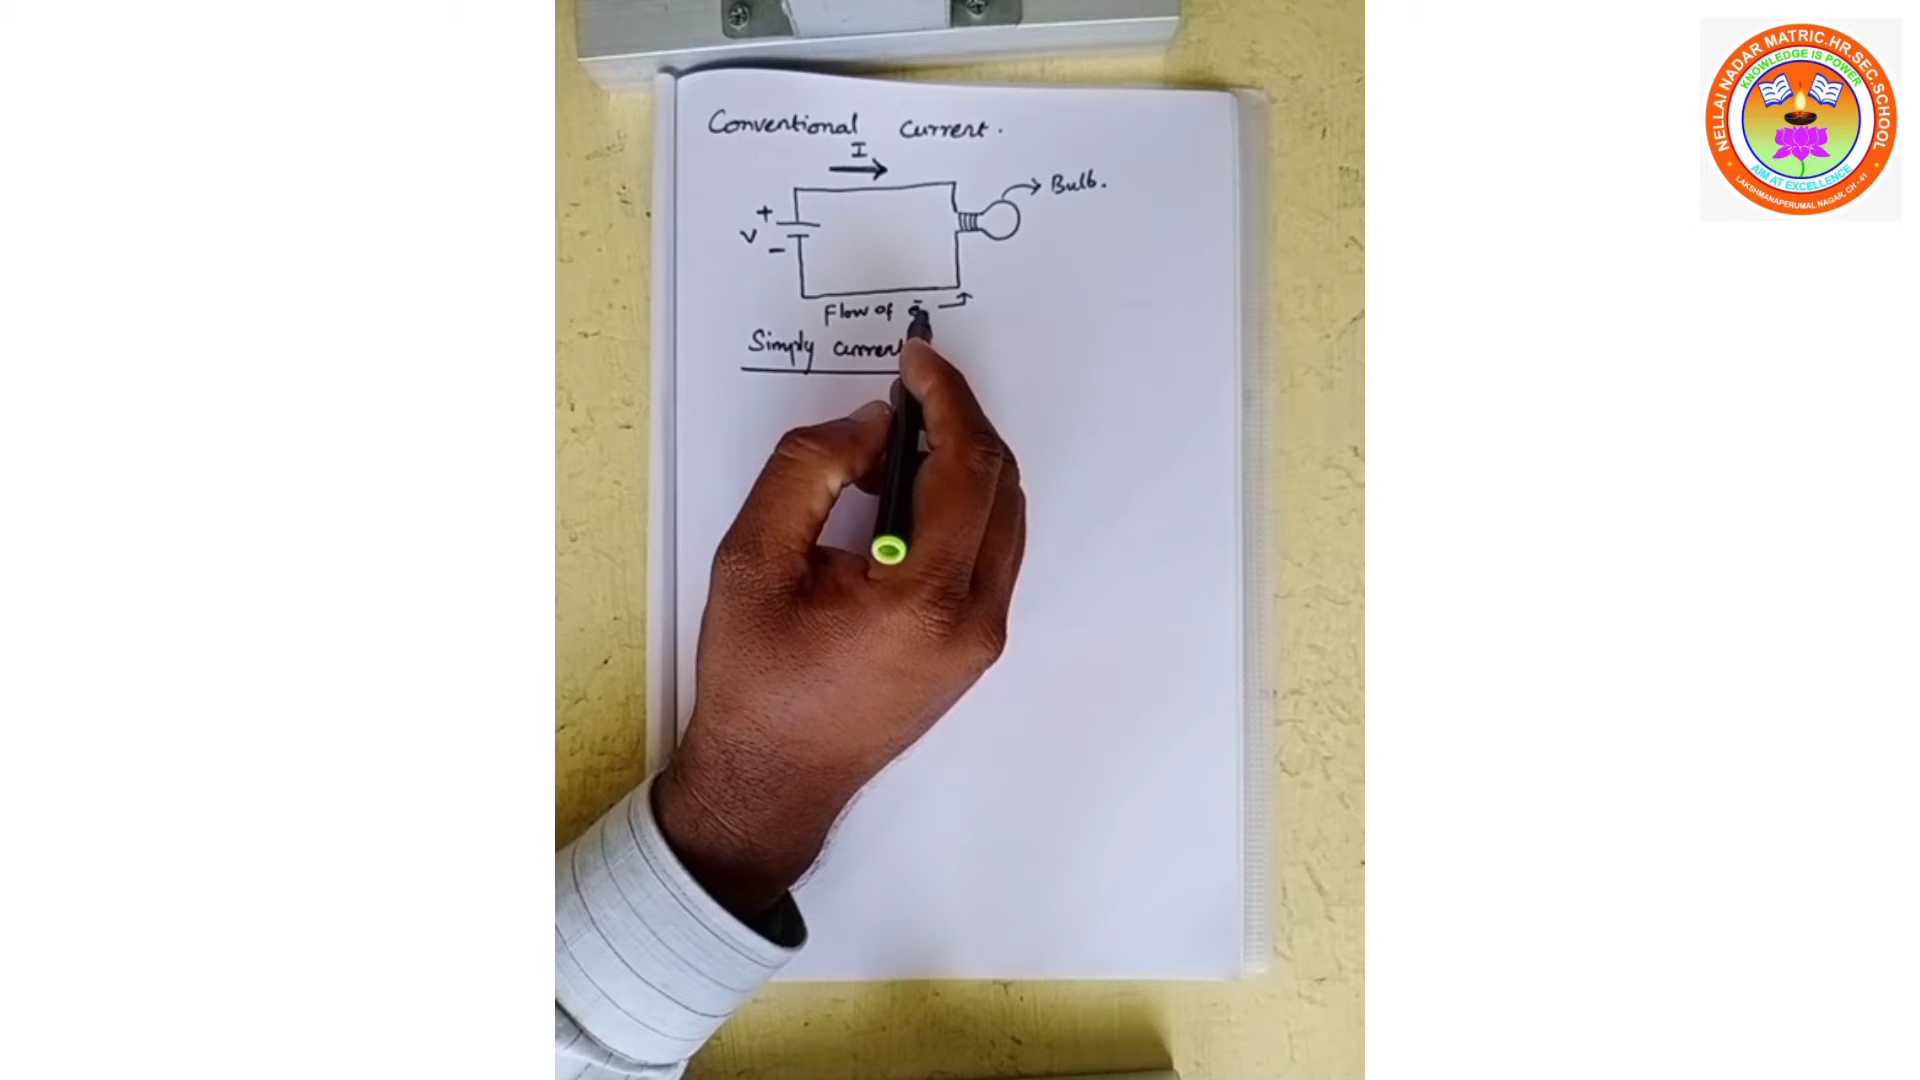 Conventional current.
I
Bulb.
+
V
-
Flow of e-
Simply current
NELLAI NADAR MATRIC.HR.SEC.SCHOOL
KNOWLEDGE IS POWER
AIM AT EXCELLENCE
LAKSHMANAPERUMAL NAGAR, CH - 41